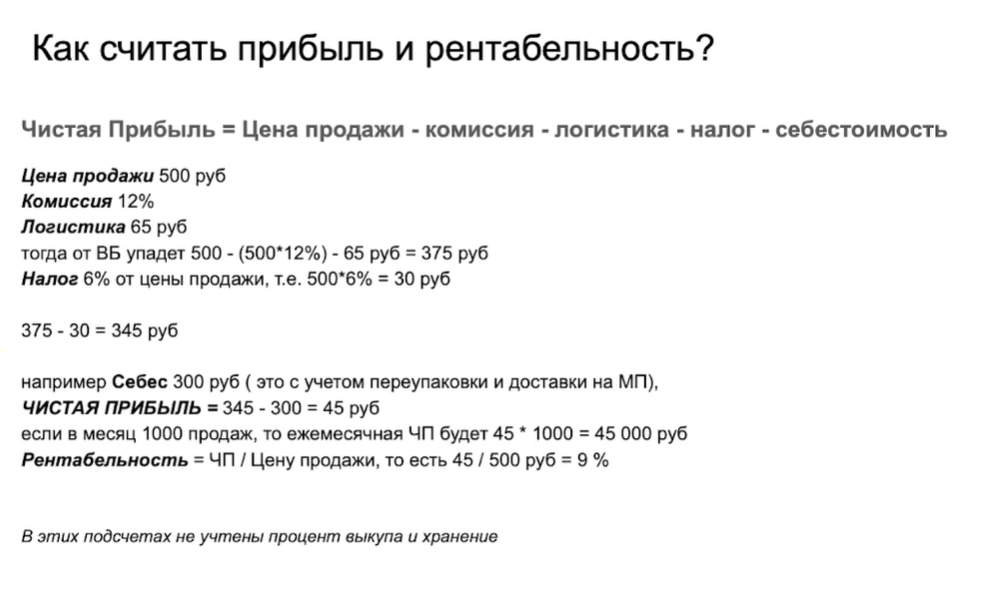 Как считать прибыль и рентабельность?
Чистая Прибыль = Цена продажи - комиссия - логистика - налог - себестоимость
Цена продажи 500 руб
Комиссия 12%
Логистика 65 руб
тогда от ВБ упадет 500 - (500*12%) - 65 руб = 375 руб
Налог 6% от цены продажи, т.е. 500*6% = 30 руб
375 - 30 = 345 руб
например Себес 300 руб ( это с учетом переупаковки и доставки на МП),
ЧИСТАЯ ПРИБЫЛЬ = 345 - 300 = 45 руб
если в месяц 1000 продаж, то ежемесячная ЧП будет 45 * 1000 = 45 000 руб
Рентабельность = ЧП / Цену продажи, то есть 45 / 500 руб = 9 %
В этих подсчетах не учтены процент выкупа и хранение